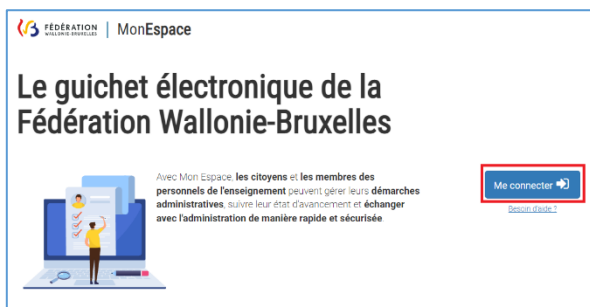 FÉDÉRATION
WALLONIE-BRUXELLES
MonEspace
Le guichet électronique de la
Fédération Wallonie-Bruxelles
Avec Mon Espace, les citoyens et les membres des
personnels de l'enseignement peuvent gérer leurs démarches
administratives, suivre leur état d'avancement et échanger
avec l'administration de manière rapide et sécurisée
Me connecter
Besoin d'aide ?